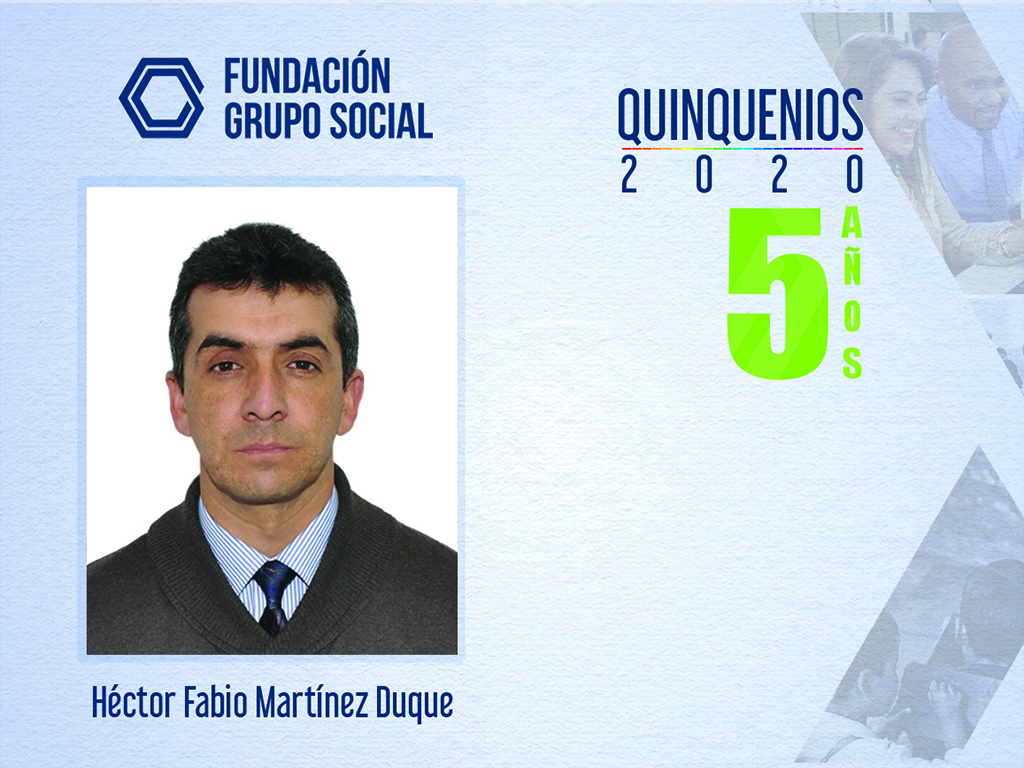 FUNDACIÓN
GRUPO SOCIAL
QUINQUENIOS
2020
5
AÑOS
Héctor Fabio Martínez Duque